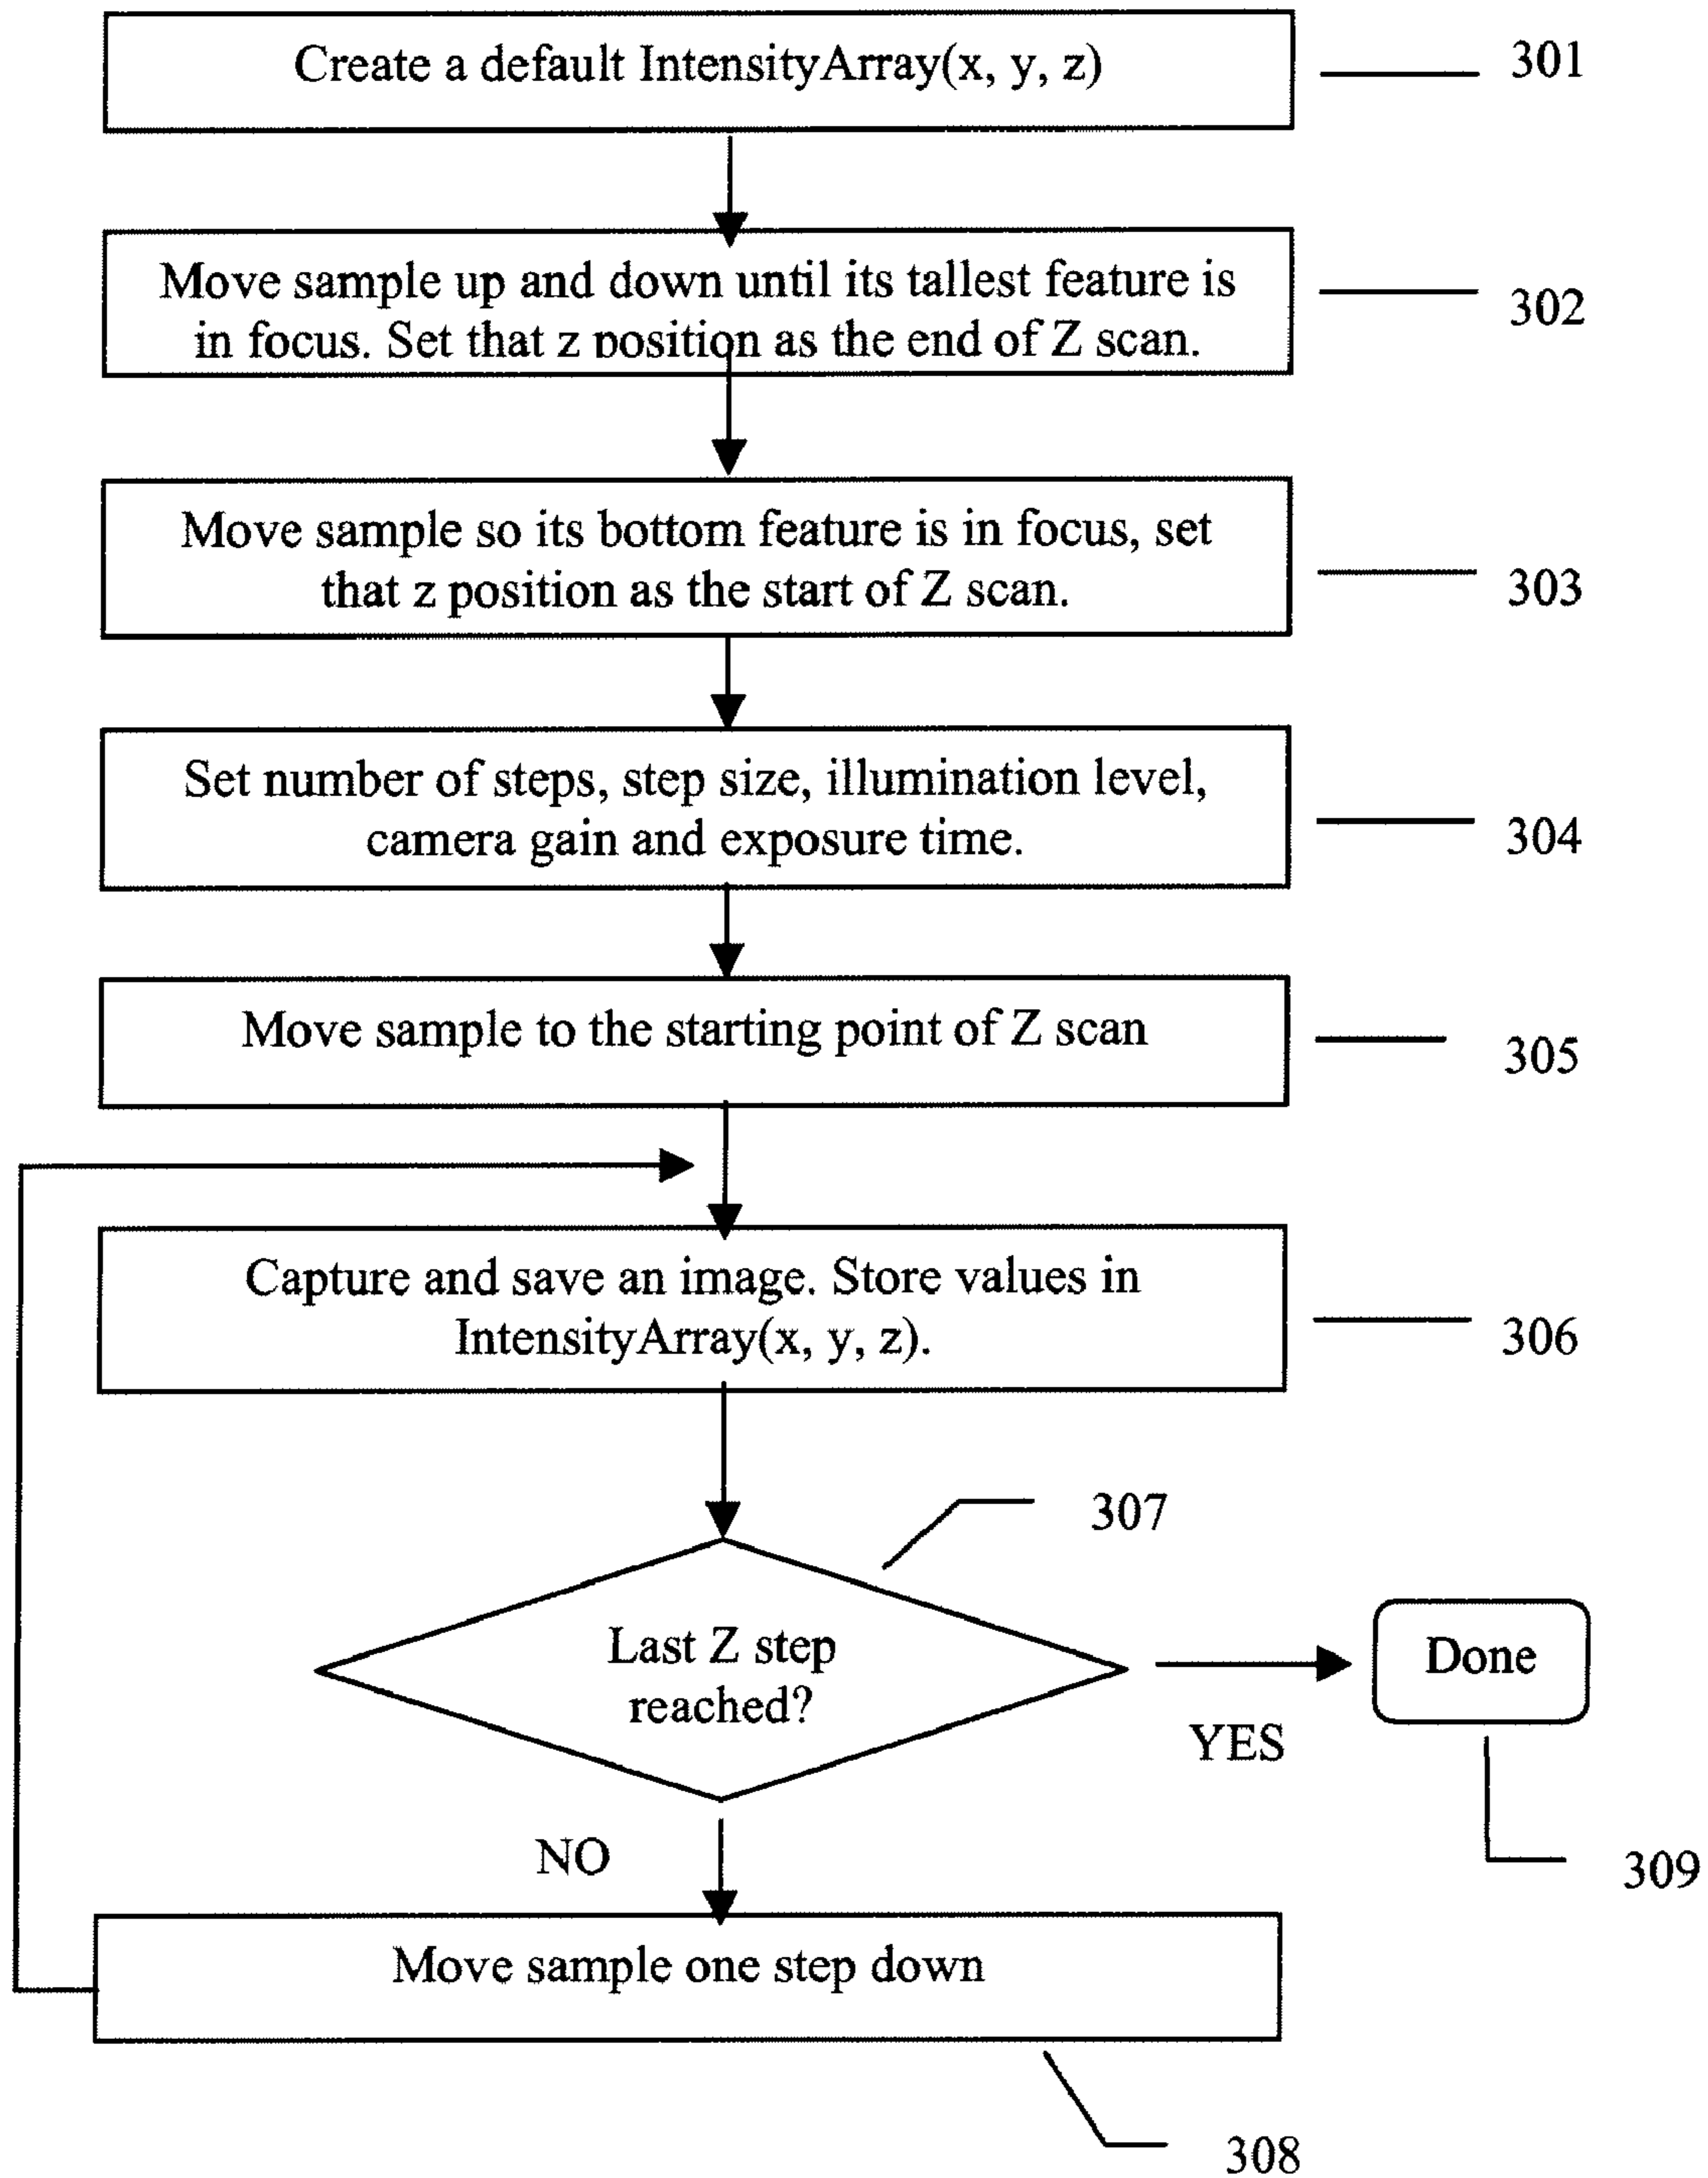 Create a default IntensityArray(x, y, z)
301
Move sample up and down until its tallest feature is
in focus. Set that z position as the end of Z scan.
302
Move sample so its bottom feature is in focus, set
that z position as the start of Z scan.
303
Set number of steps, step size, illumination level,
camera gain and exposure time.
304
Move sample to the starting point of Z scan
305
Capture and save an image. Store values in
IntensityArray(x, y, z).
306
307
Last Z step
reached?
Done
YES
309
NO
Move sample one step down
308